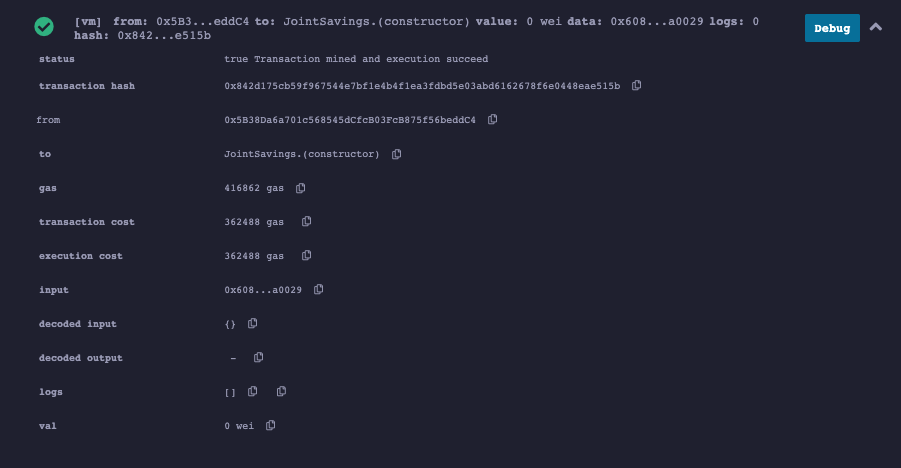 [vm] from: 0x5B3...eddC4 to: JointSavings.(constructor) value: 0 wei data: 0x608...a0029 logs: 0
hash: 0x842...e515b
Debug
status true Transaction mined and execution succeed
transaction hash 0x842d175cb59f967544e7bf1e4b4f1ea3fdbd5e03abd6162678f6e0448eae515b
from 0x5B38Da6a701c568545dCfcB03FcB875f56beddC4
to JointSavings.(constructor)
gas 416862 gas
transaction cost 362488 gas
execution cost 362488 gas
input 0x608...a0029
decoded input {}
decoded output -
logs []
val 0 wei